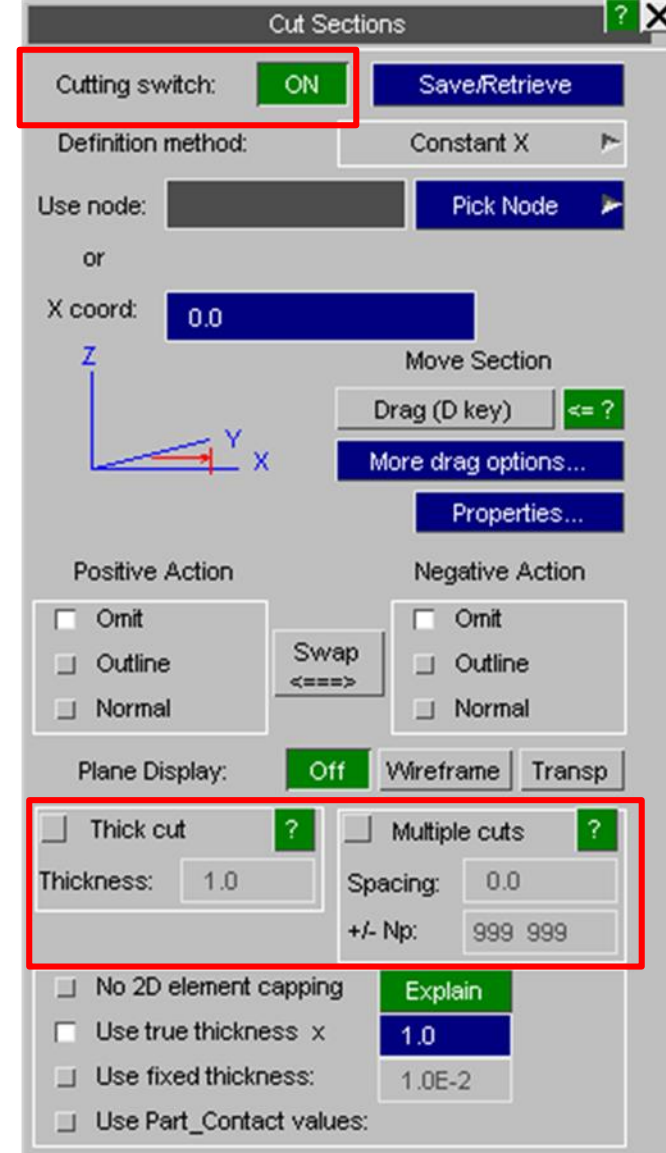 Cut Sections ? X
Cutting switch: ON Save/Retrieve
Definition method: Constant X
Use node: Pick Node
or
X coord: 0.0
Z
Y
X
Move Section
Drag (D key) <= ?
More drag options...
Properties...
Positive Action Negative Action
Omit Omit
Outline Swap Outline
<===>
Normal Normal
Plane Display: Off Wireframe Transp
Thick cut ? Multiple cuts ?
Thickness: 1.0 Spacing: 0.0
+/- Np: 999 999
No 2D element capping Explain
Use true thickness x 1.0
Use fixed thickness: 1.0E-2
Use Part_Contact values: